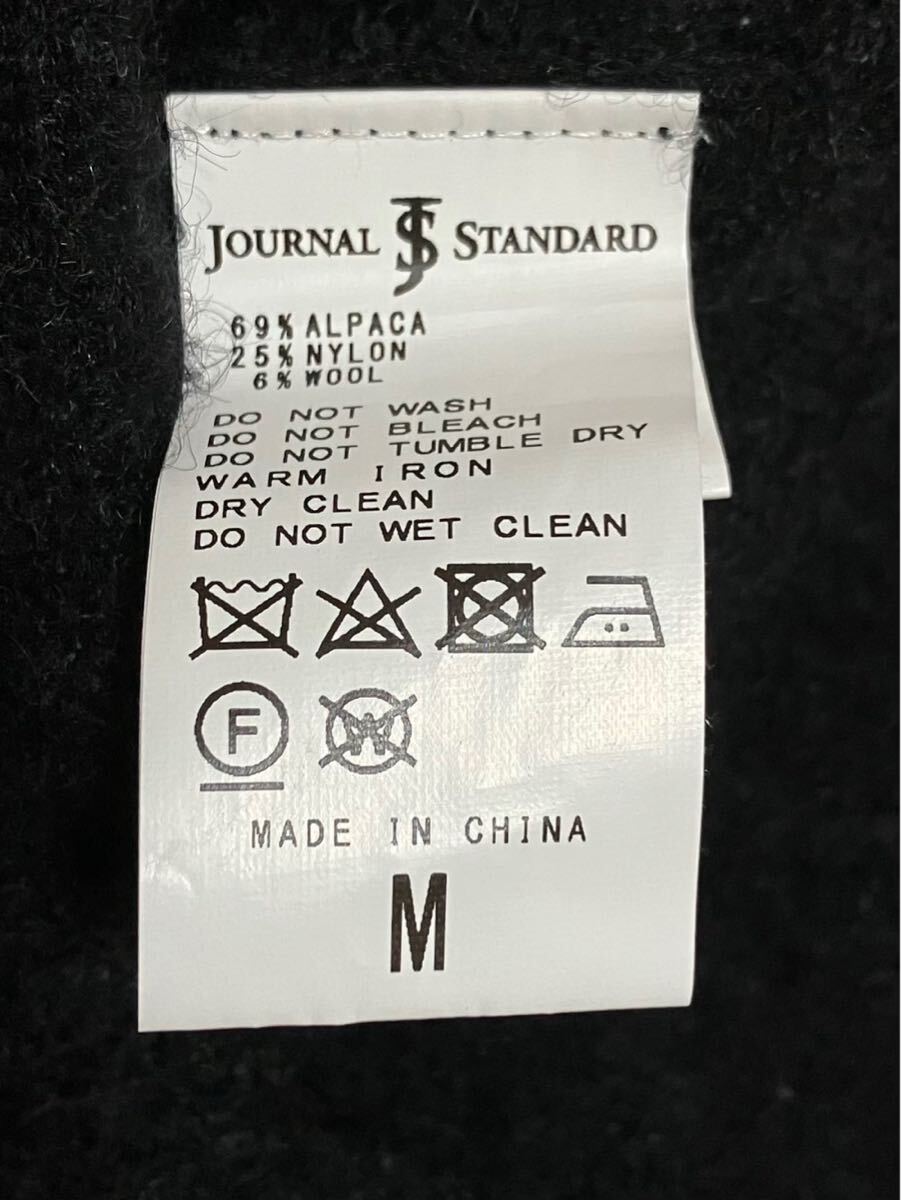 JOURNAL JS STANDARD
69% ALPACA
25% NYLON
6% WOOL
DO NOT WASH
DO NOT BLEACH
DO NOT TUMBLE DRY
WARM IRON
DRY CLEAN
DO NOT WET CLEAN
F W
MADE IN CHINA
M